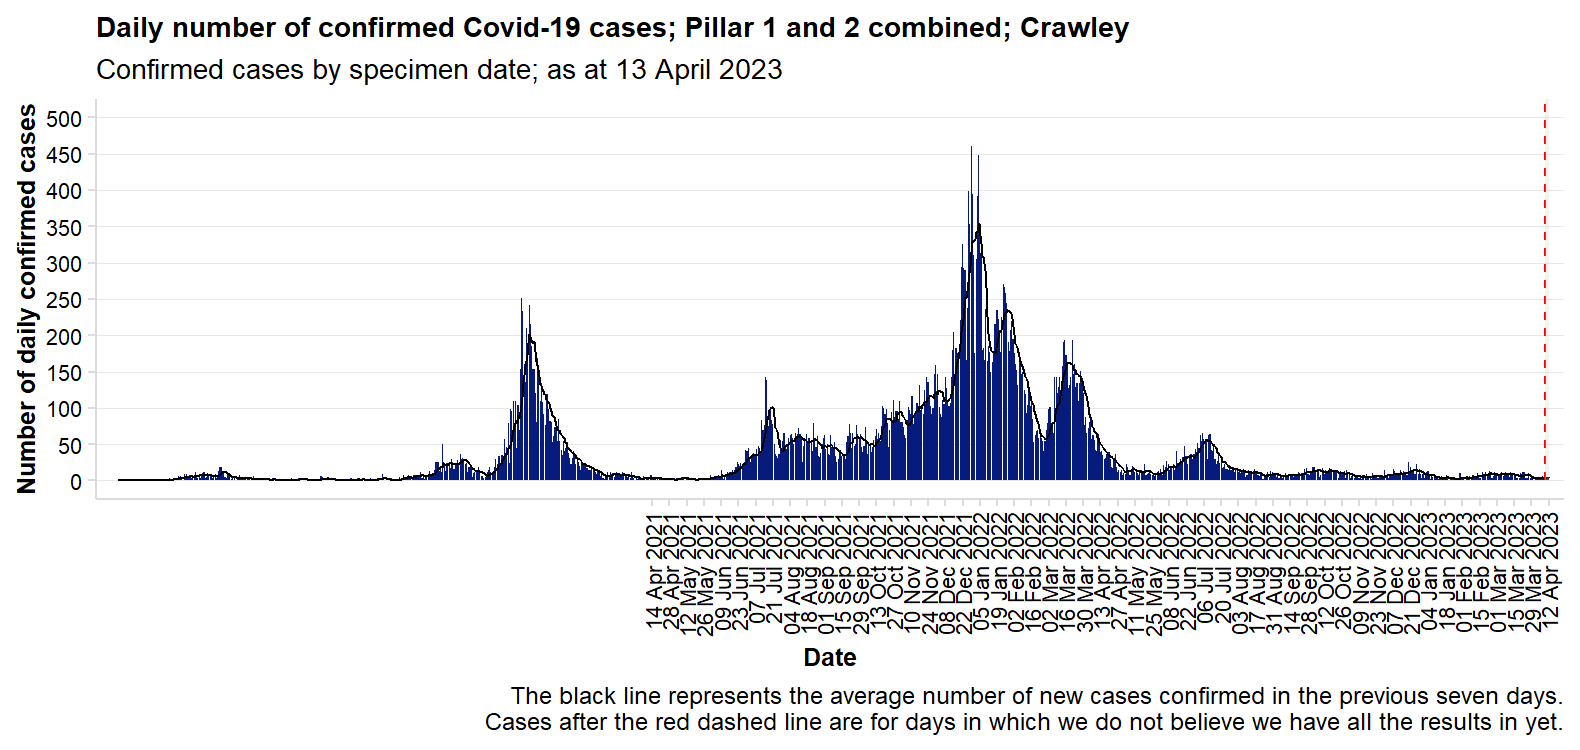 Daily number of confirmed Covid-19 cases; Pillar 1 and 2 combined; Crawley
Confirmed cases by specimen date; as at 13 April 2023
Number of daily confirmed cases
500
450
400
350
300
250
200
150
100
50
0
14 Apr 2021
28 Apr 2021
12 May 2021
26 May 2021
09 Jun 2021
23 Jun 2021
07 Jul 2021
21 Jul 2021
04 Aug 2021
18 Aug 2021
01 Sep 2021
15 Sep 2021
29 Sep 2021
13 Oct 2021
27 Oct 2021
10 Nov 2021
24 Nov 2021
08 Dec 2021
22 Dec 2021
05 Jan 2022
19 Jan 2022
02 Feb 2022
16 Feb 2022
02 Mar 2022
16 Mar 2022
30 Mar 2022
13 Apr 2022
27 Apr 2022
11 May 2022
25 May 2022
08 Jun 2022
22 Jun 2022
06 Jul 2022
20 Jul 2022
03 Aug 2022
17 Aug 2022
31 Aug 2022
14 Sep 2022
28 Sep 2022
12 Oct 2022
26 Oct 2022
09 Nov 2022
23 Nov 2022
07 Dec 2022
21 Dec 2022
04 Jan 2023
18 Jan 2023
01 Feb 2023
15 Feb 2023
01 Mar 2023
15 Mar 2023
29 Mar 2023
12 Apr 2023
Date
The black line represents the average number of new cases confirmed in the previous seven days.
Cases after the red dashed line are for days in which we do not believe we have all the results in yet.